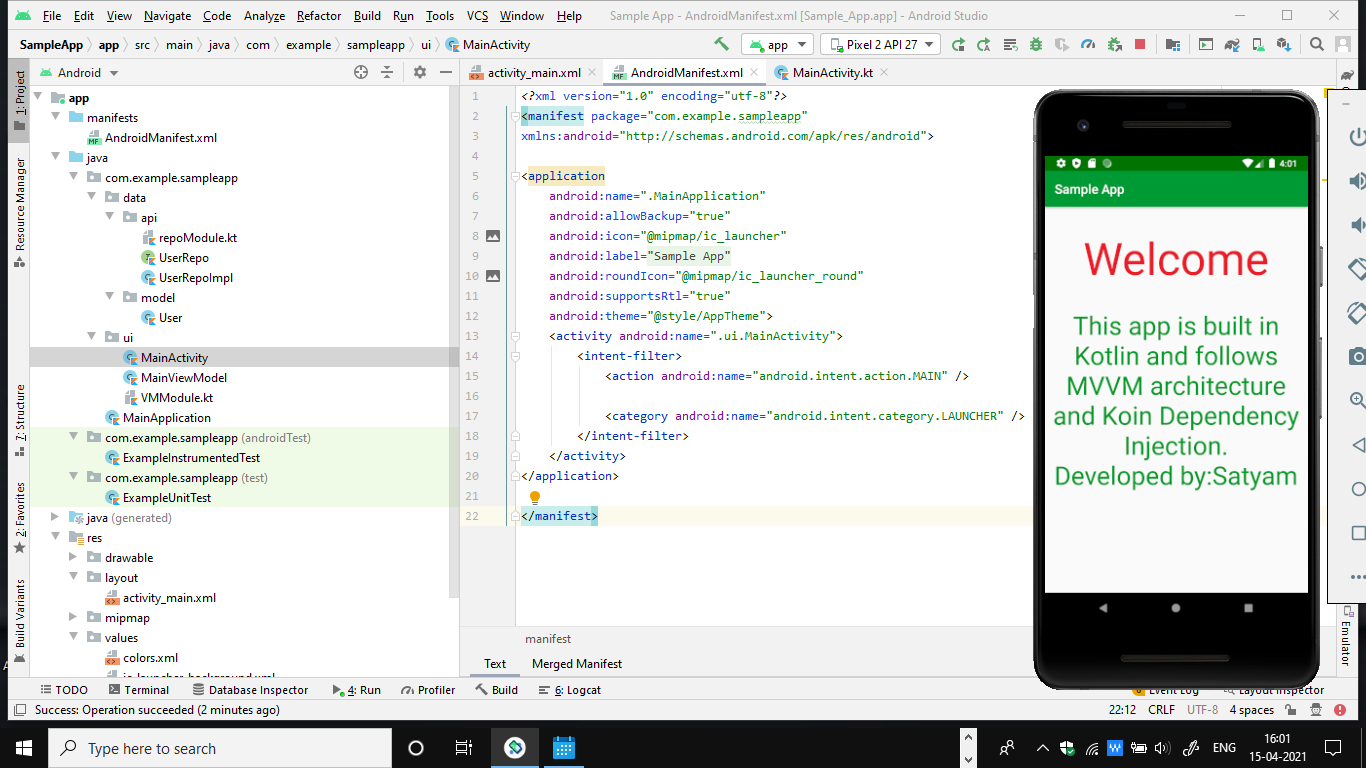 File Edit View Navigate Code Analyze Refactor Build Run Tools VCS Window Help Sample App - AndroidManifest.xml [Sample_App.app] - Android Studio
SampleApp app src main java com example sampleapp ui MainActivity app Pixel 2 API 27
1: Project
Resource Manager
7: Structure
2: Favorites
Build Variants
Android
app
manifests
AndroidManifest.xml
java
com.example.sampleapp
data
api
repoModule.kt
UserRepo
UserRepoImpl
model
User
ui
MainActivity
MainViewModel
VMModule.kt
MainApplication
com.example.sampleapp (androidTest)
ExampleInstrumentedTest
com.example.sampleapp (test)
ExampleUnitTest
java (generated)
res
drawable
layout
activity_main.xml
mipmap
values
colors.xml
activity_main.xml AndroidManifest.xml MainActivity.kt
1 <?xml version="1.0" encoding="utf-8"?>
2 <manifest package="com.example.sampleapp"
3 xmlns:android="http://schemas.android.com/apk/res/android">
4
5 <application
6 android:name=".MainApplication"
7 android:allowBackup="true"
8 android:icon="@mipmap/ic_launcher"
9 android:label="Sample App"
10 android:roundIcon="@mipmap/ic_launcher_round"
11 android:supportsRtl="true"
12 android:theme="@style/AppTheme">
13 <activity android:name=".ui.MainActivity">
14 <intent-filter>
15 <action android:name="android.intent.action.MAIN" />
16
17 <category android:name="android.intent.category.LAUNCHER" />
18 </intent-filter>
19 </activity>
20 </application>
21
22 </manifest>
manifest
Text Merged Manifest
4:01
Sample App
Welcome
This app is built in
Kotlin and follows
MVVM architecture
and Koin Dependency
Injection.
Developed by:Satyam
Emulator
TODO Terminal Database Inspector 4: Run Profiler Build 6: Logcat Event Log Layout Inspector
Success: Operation succeeded (2 minutes ago) 22:12 CRLF UTF-8 4 spaces
Type here to search ENG 16:01
15-04-2021